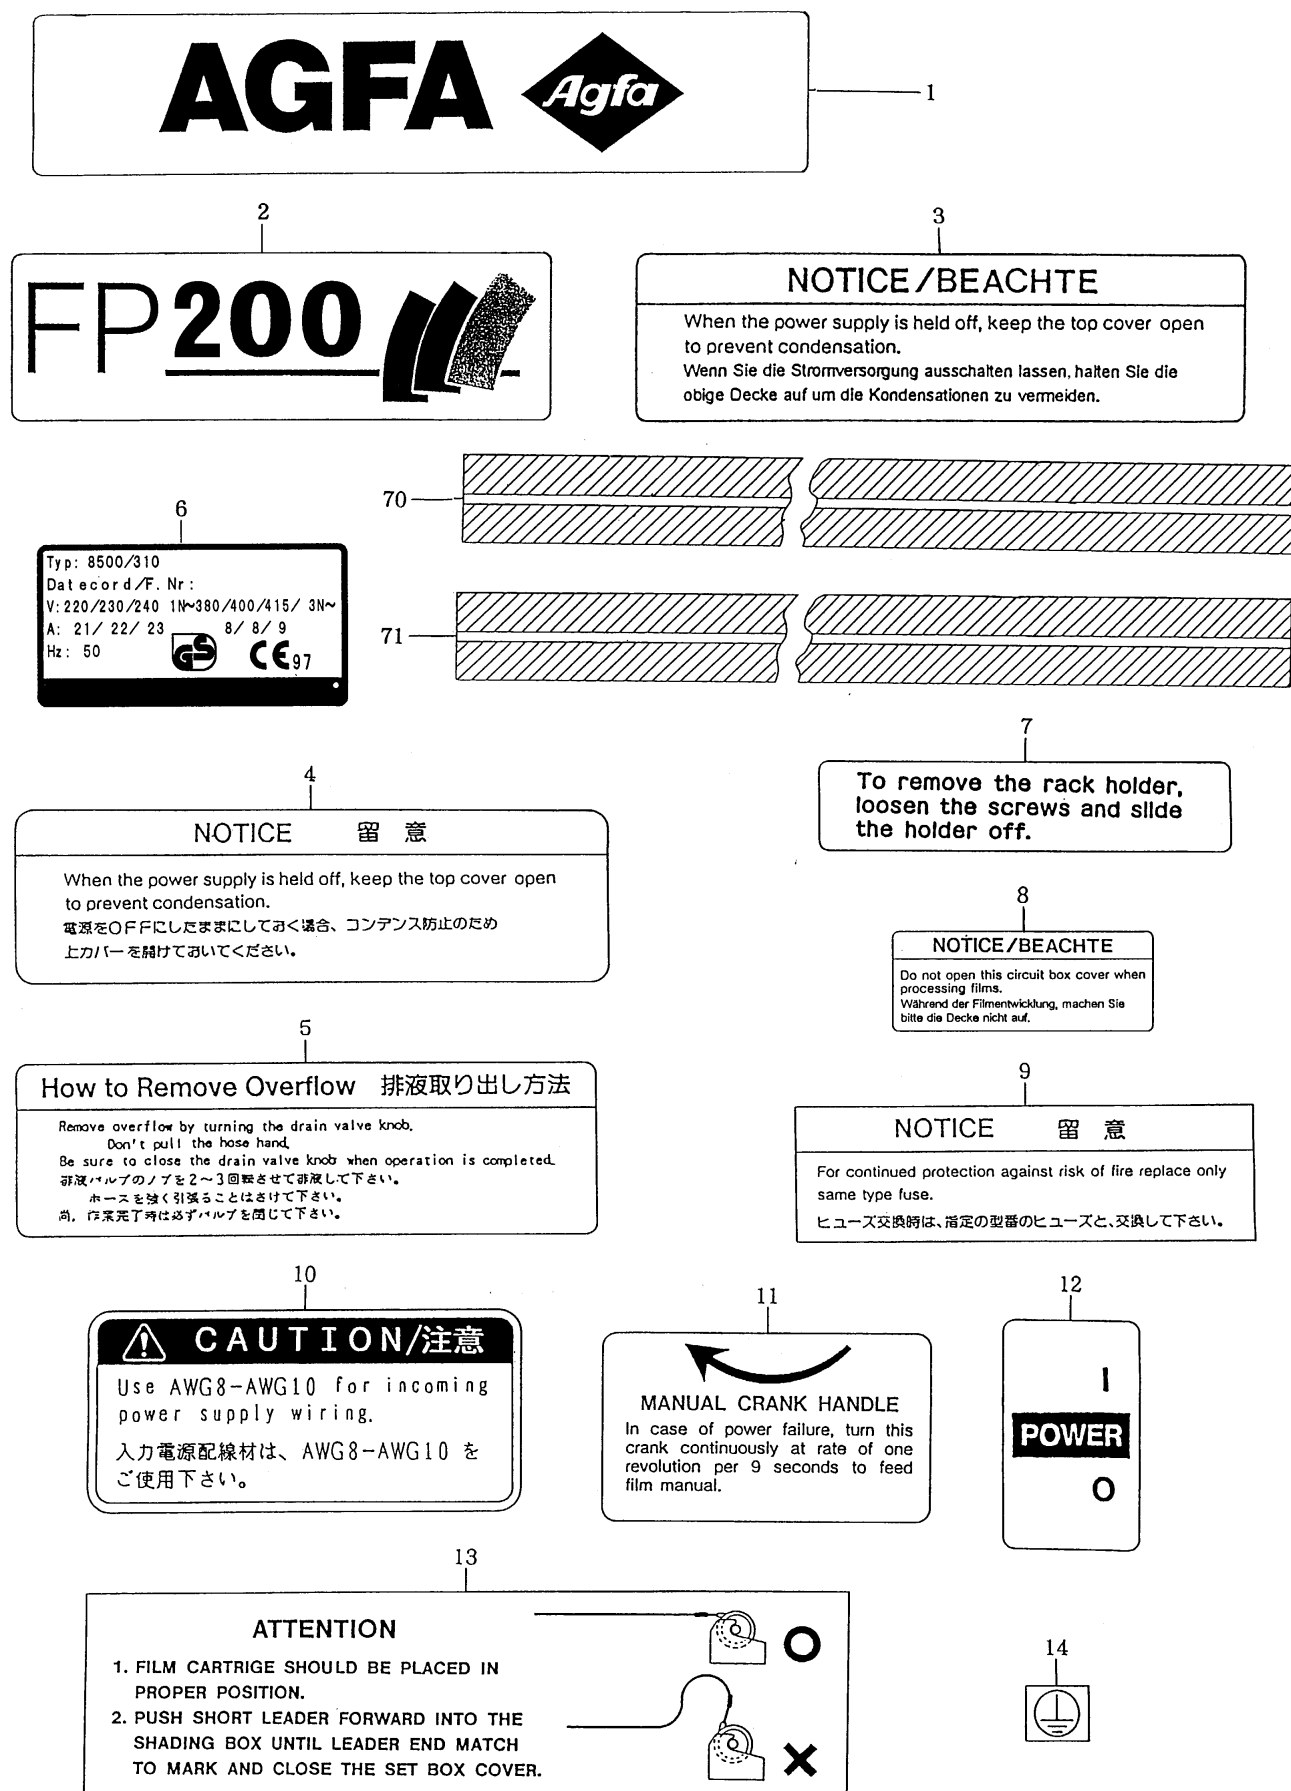 AGFA Agfa
1
2
FP200
3
NOTICE/BEACHTE
When the power supply is held off, keep the top cover open
to prevent condensation.
Wenn Sie die Stromversorgung ausschalten lassen, halten Sie die
obige Decke auf um die Kondensationen zu vermeiden.
70
71
6
Typ: 8500/310
Datecord/F. Nr:
V: 220/230/240 1N~380/400/415/ 3N~
A: 21/ 22/ 23 8/ 8/ 9
Hz: 50 GS CE97
7
To remove the rack holder,
loosen the screws and slide
the holder off.
4
NOTICE 留 意
When the power supply is held off, keep the top cover open
to prevent condensation.
電源をOFFにしたままにしておく場合、コンデンス防止のため
上カバーを開けておいてください。
8
NOTICE/BEACHTE
Do not open this circuit box cover when
processing films.
Während der Filmentwicklung, machen Sie
bitte die Decke nicht auf.
5
How to Remove Overflow 排液取り出し方法
Remove overflow by turning the drain valve knob.
Don't pull the hose hand.
Be sure to close the drain valve knob when operation is completed.
排液バルブのノブを2~3回転させて排液して下さい。
ホースを強く引張ることはさけて下さい。
尚, 作業完了時は必ずバルブを閉じて下さい。
9
NOTICE 留 意
For continued protection against risk of fire replace only
same type fuse.
ヒューズ交換時は、指定の型番のヒューズと、交換して下さい。
10
CAUTION/注意
Use AWG8-AWG10 for incoming
power supply wiring.
入力電源配線材は、AWG8-AWG10 を
ご使用下さい。
11
MANUAL CRANK HANDLE
In case of power failure, turn this
crank continuously at rate of one
revolution per 9 seconds to feed
film manual.
12
I
POWER
O
13
ATTENTION
1. FILM CARTRIGE SHOULD BE PLACED IN
PROPER POSITION.
2. PUSH SHORT LEADER FORWARD INTO THE
SHADING BOX UNTIL LEADER END MATCH
TO MARK AND CLOSE THE SET BOX COVER.
14